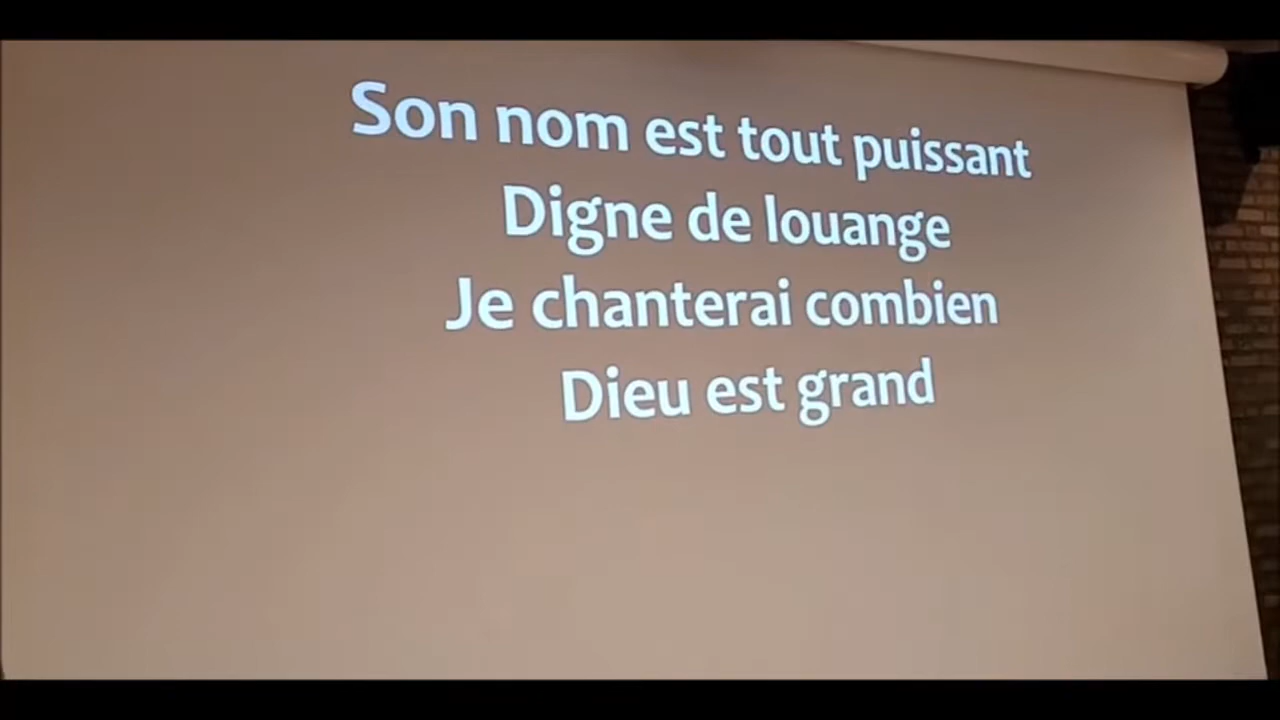 Son nom est tout puissant
Digne de louange
Je chanterai combien
Dieu est grand